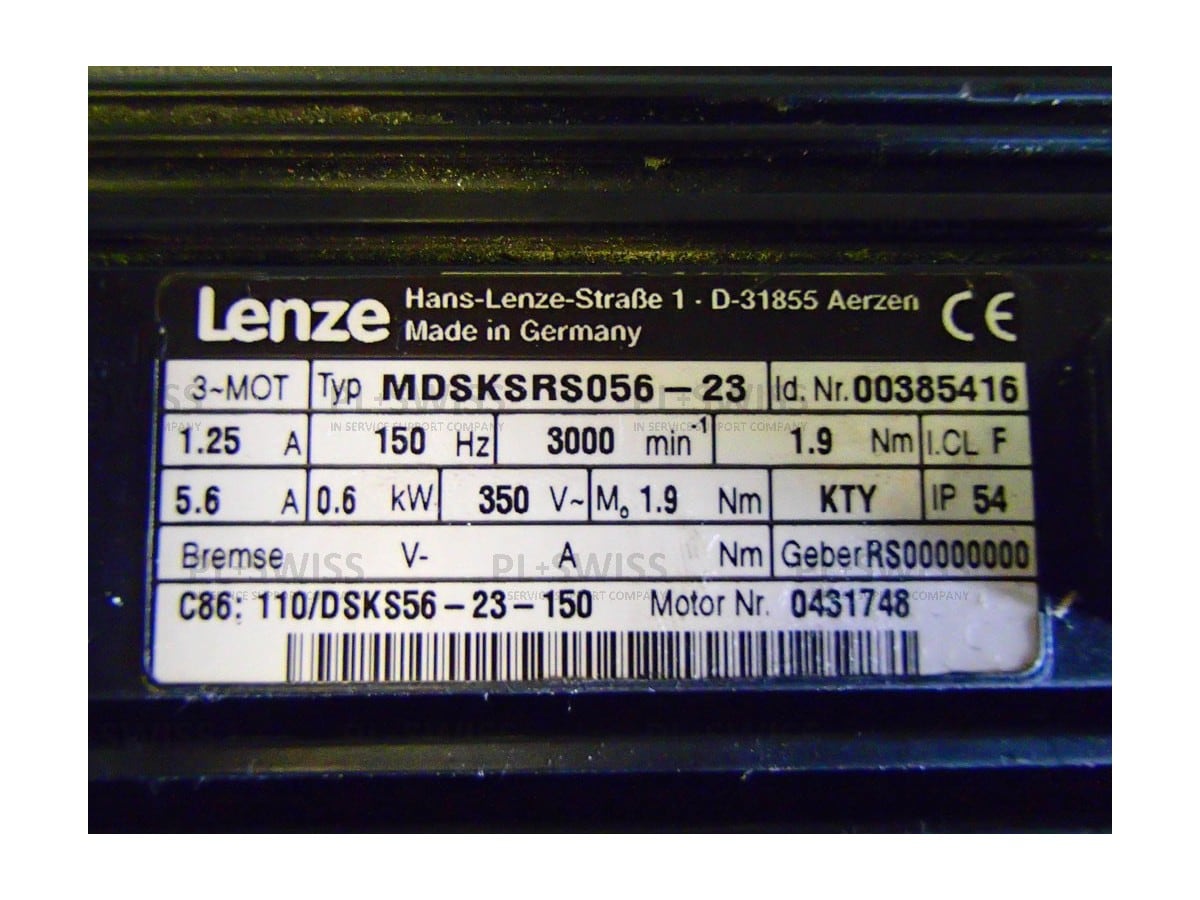 Lenze
Hans-Lenze-Straße 1 · D-31855 Aerzen
Made in Germany
CE
3~MOT Typ MDSKSRS056-23 Id. Nr. 00385416
1.25 A 150 Hz 3000 min⁻¹ 1.9 Nm I.CL F
5.6 A 0.6 kW 350 V~ M₀ 1.9 Nm KTY IP 54
Bremse V- A Nm Geber RS00000000
C86: 110/DSKS56-23-150 Motor Nr. 0431748
PL+SWISS
IN SERVICE SUPPORT COMPANY